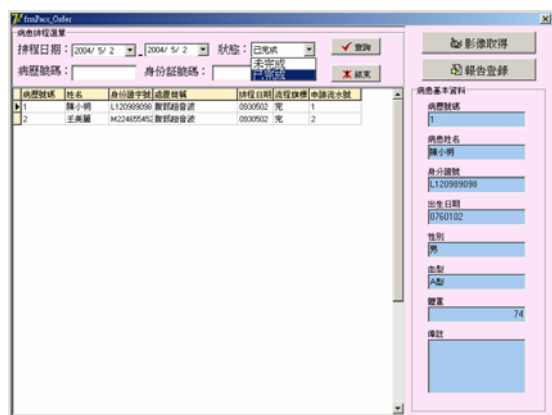 frmPacs_Order
病患排程選單
排程日期：2004/ 5/ 2 - 2004/ 5/ 2 狀態：已完成 查詢
未完成
已完成
病歷號碼： 身份証號碼： 結束
影像取得
報告登錄
病歷號碼 姓名 身份證字號 處置簡稱 排程日期 流程旗標 申請流水號
1 陳小明 L120989098 腹部超音波 0930502 完 1
2 王美麗 M224655452 腹部超音波 0930502 完 2
病患基本資料
病歷號碼
1
病患姓名
陳小明
身分證號
L120989098
出生日期
0760102
性別
男
血型
A型
體重
74
備註